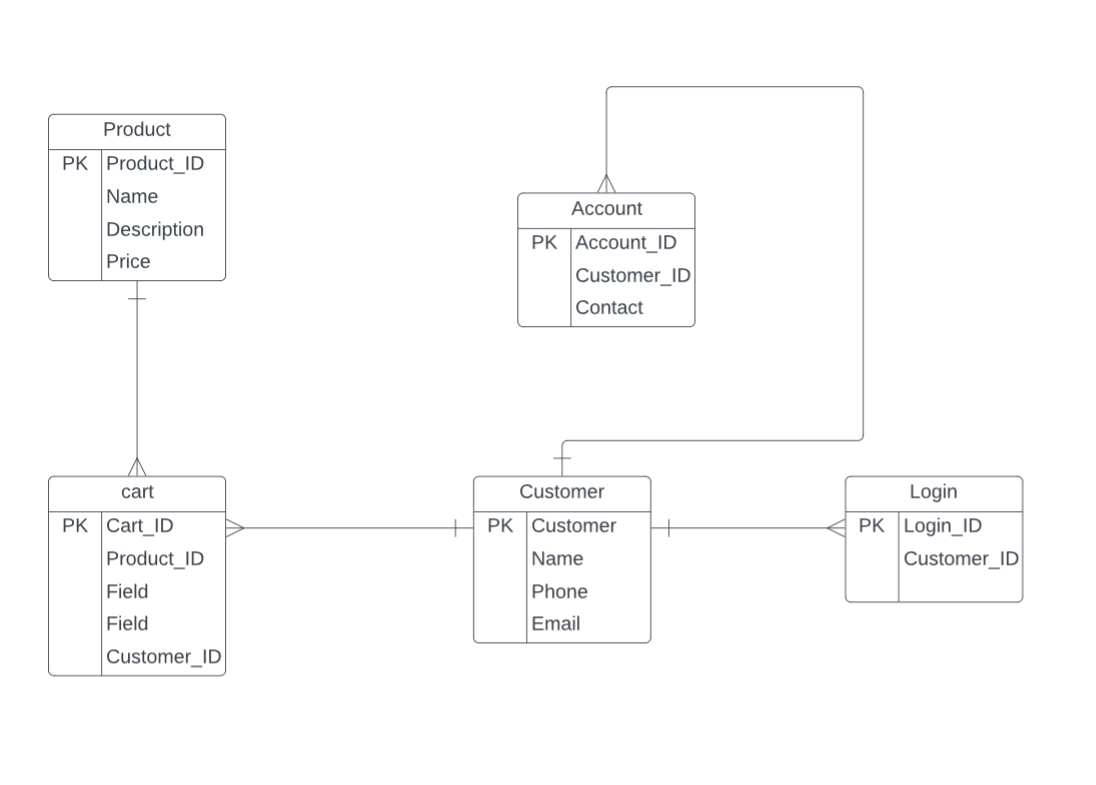 Product
PK Product_ID
Name
Description
Price
Account
PK Account_ID
Customer_ID
Contact
cart
PK Cart_ID
Product_ID
Field
Field
Customer_ID
Customer
PK Customer
Name
Phone
Email
Login
PK Login_ID
Customer_ID